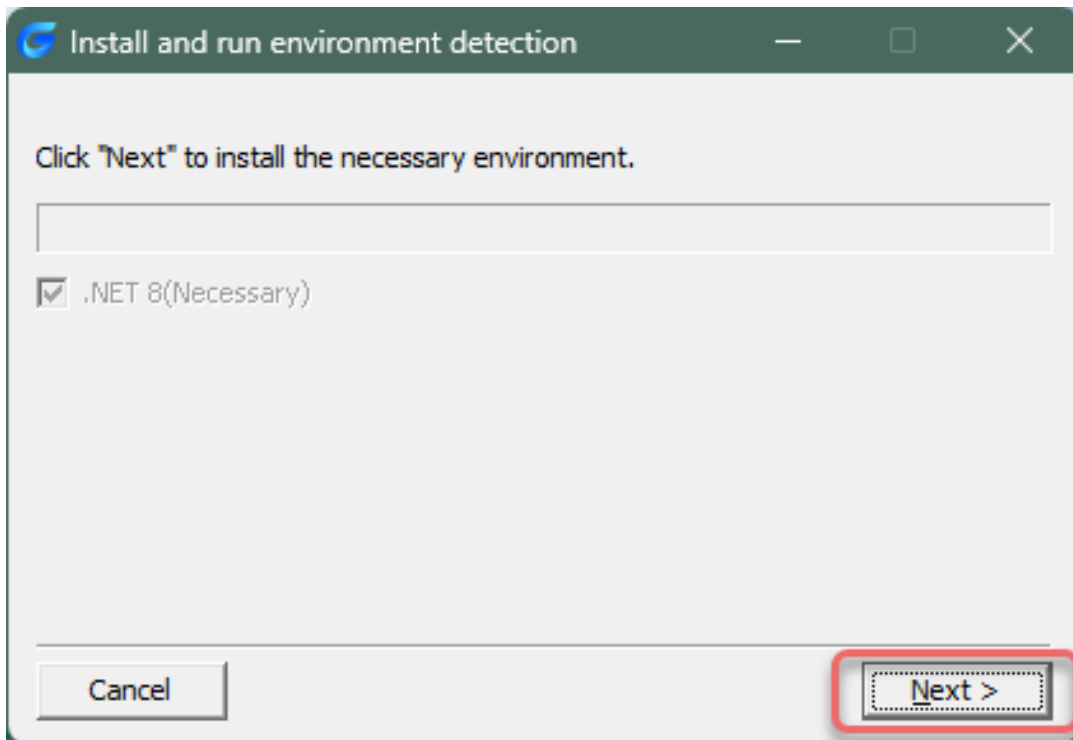 Install and run environment detection
Click "Next" to install the necessary environment.
.NET 8(Necessary)
Cancel
Next >